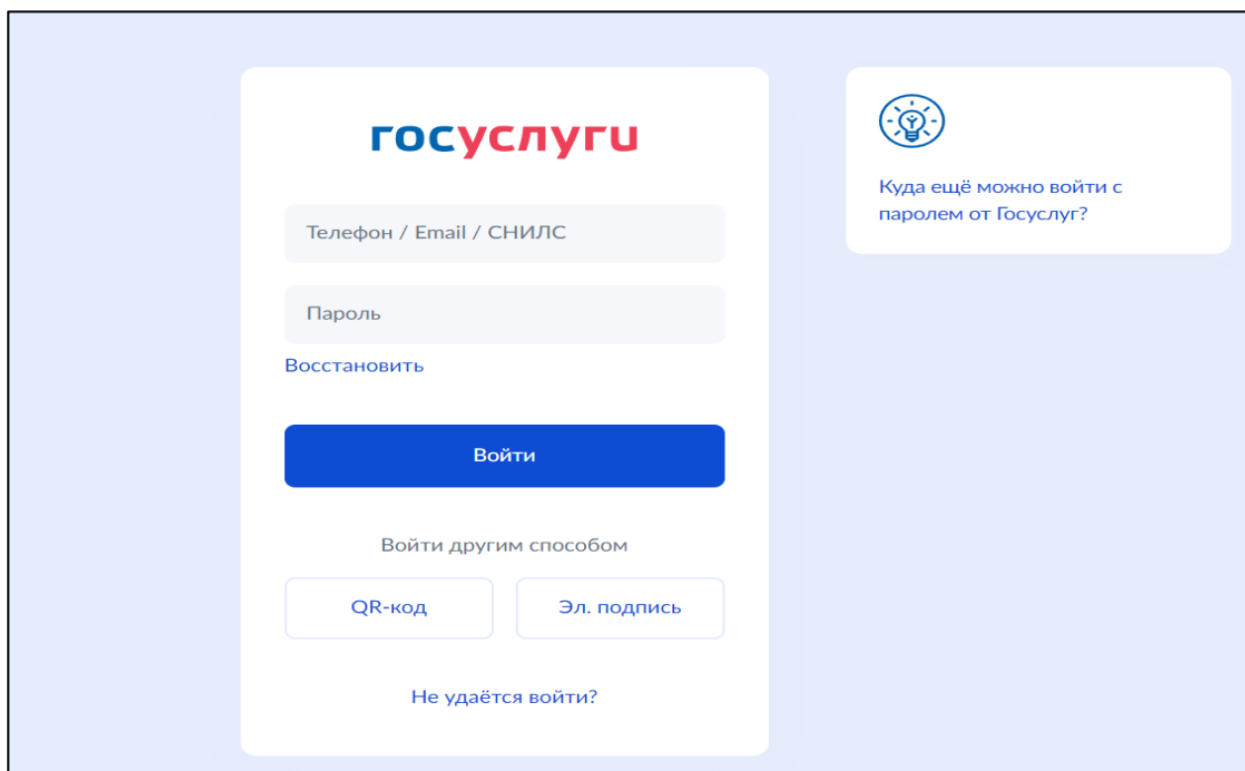 госуслуги
Телефон / Email / СНИЛС
Пароль
Восстановить
Войти
Войти другим способом
QR-код
Эл. подпись
Не удаётся войти?
Куда ещё можно войти с
паролем от Госуслуг?